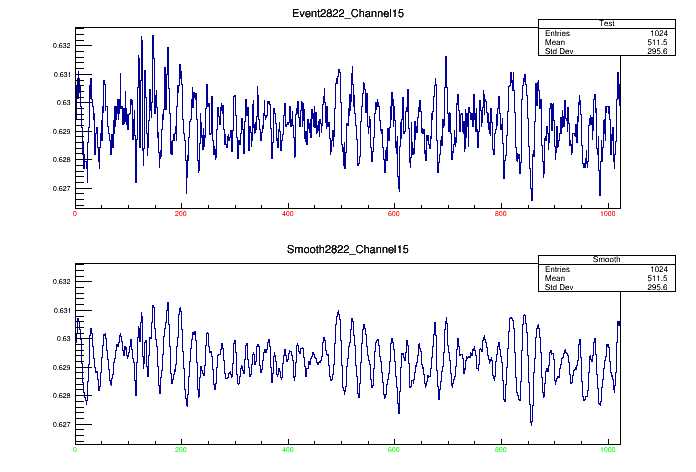 Event2822_Channel15
Test
Entries 1024
Mean 511.5
Std Dev 295.6
0.632
0.631
0.63
0.629
0.628
0.627
0 200 400 600 800 1000
Smooth2822_Channel15
Smooth
Entries 1024
Mean 511.5
Std Dev 295.6
0.632
0.631
0.63
0.629
0.628
0.627
0 200 400 600 800 1000